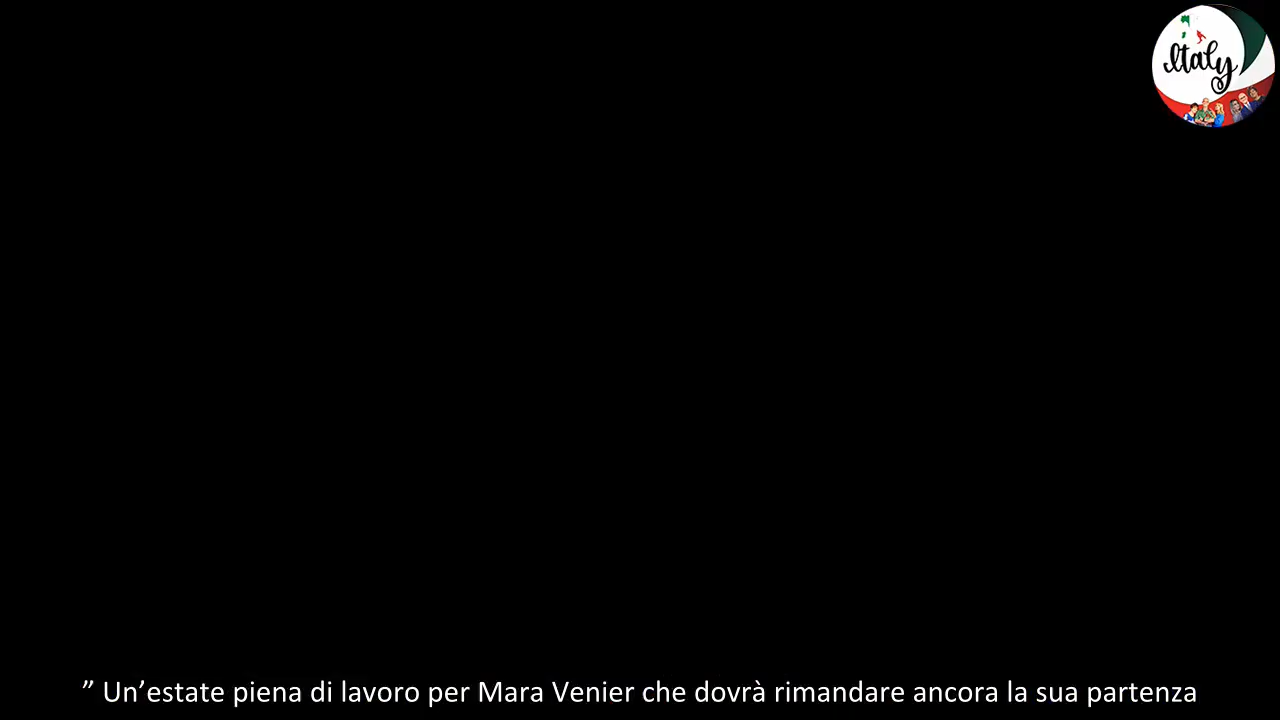 Italy
” Un’estate piena di lavoro per Mara Venier che dovrà rimandare ancora la sua partenza